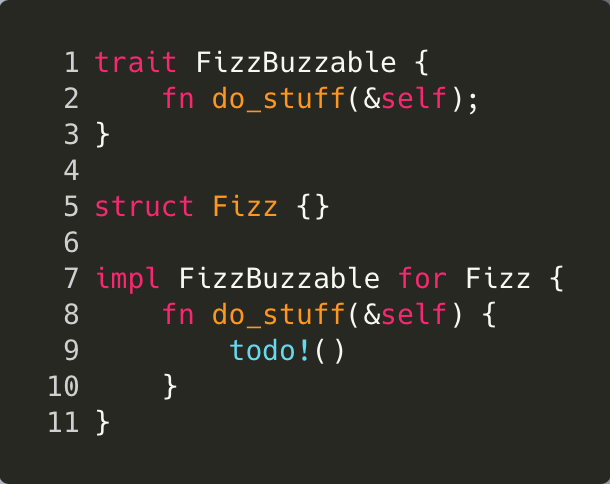 1 trait FizzBuzzable {
2     fn do_stuff(&self);
3 }
4
5 struct Fizz {}
6
7 impl FizzBuzzable for Fizz {
8     fn do_stuff(&self) {
9         todo!()
10     }
11 }